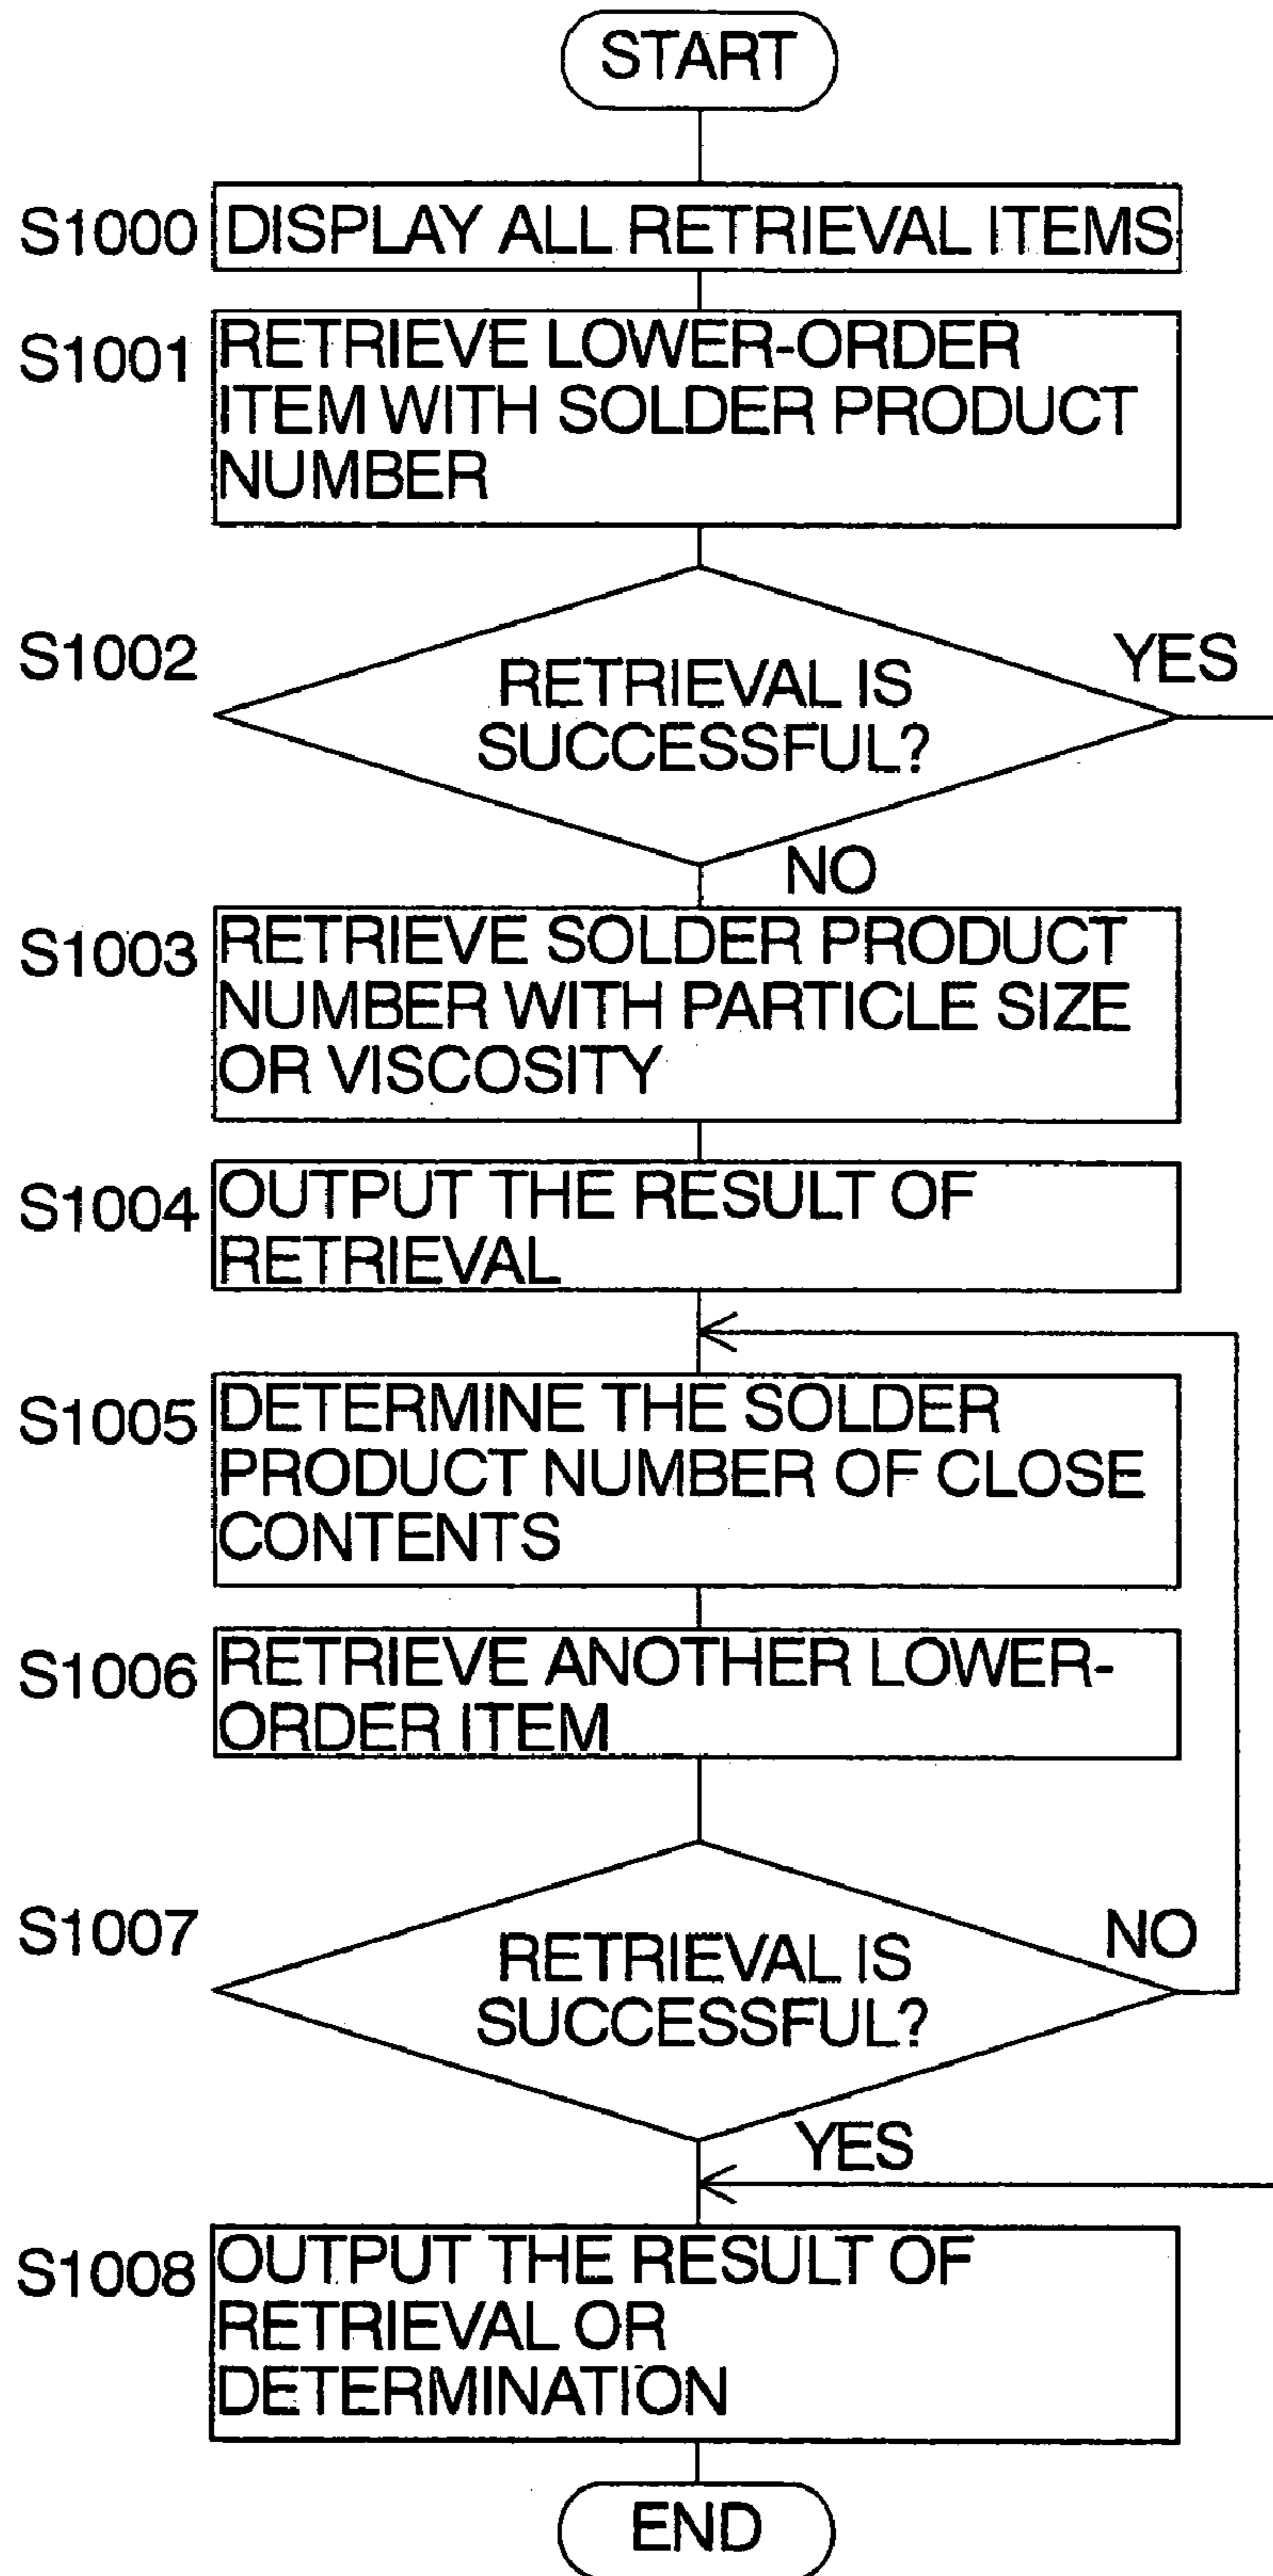 START
S1000 DISPLAY ALL RETRIEVAL ITEMS
S1001 RETRIEVE LOWER-ORDER
ITEM WITH SOLDER PRODUCT
NUMBER
S1002
RETRIEVAL IS
SUCCESSFUL?
YES
NO
S1003 RETRIEVE SOLDER PRODUCT
NUMBER WITH PARTICLE SIZE
OR VISCOSITY
S1004 OUTPUT THE RESULT OF
RETRIEVAL
S1005 DETERMINE THE SOLDER
PRODUCT NUMBER OF CLOSE
CONTENTS
S1006 RETRIEVE ANOTHER LOWER-
ORDER ITEM
S1007
RETRIEVAL IS
SUCCESSFUL?
NO
YES
S1008 OUTPUT THE RESULT OF
RETRIEVAL OR
DETERMINATION
END